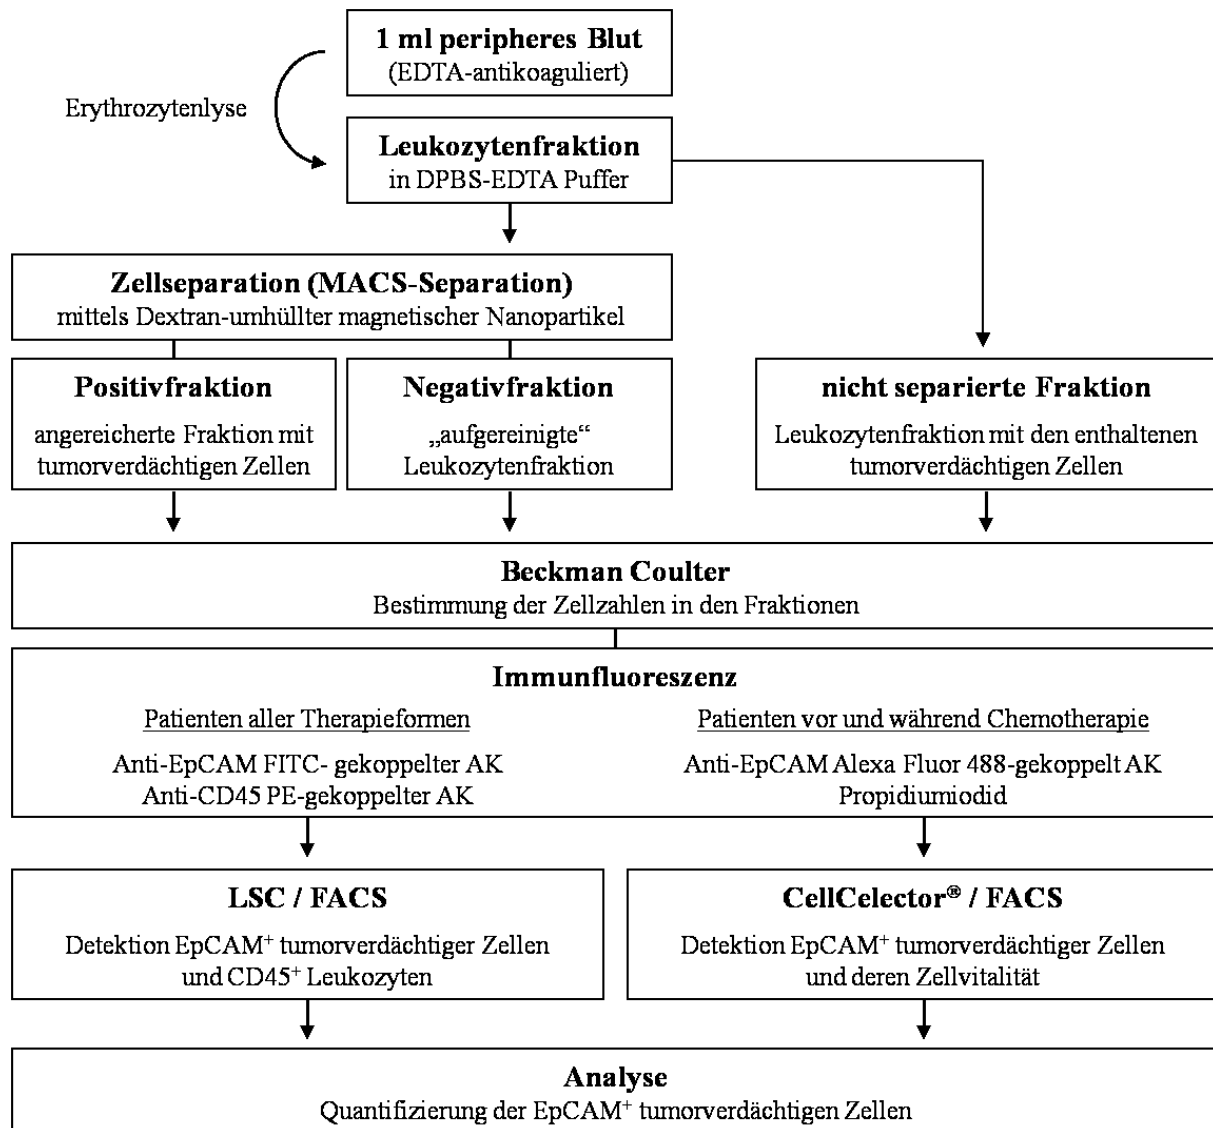 1 ml peripheres Blut
(EDTA-antikoaguliert)
Erythrozytenlyse
Leukozytenfraktion
in DPBS-EDTA Puffer
Zellseparation (MACS-Separation)
mittels Dextran-umhüllter magnetischer Nanopartikel
Positivfraktion
angereicherte Fraktion mit
tumorverdächtigen Zellen
Negativfraktion
„aufgereinigte“
Leukozytenfraktion
nicht separierte Fraktion
Leukozytenfraktion mit den enthaltenen
tumorverdächtigen Zellen
Beckman Coulter
Bestimmung der Zellzahlen in den Fraktionen
Immunfluoreszenz
Patienten aller Therapieformen
Anti-EpCAM FITC- gekoppelter AK
Anti-CD45 PE-gekoppelter AK
Patienten vor und während Chemotherapie
Anti-EpCAM Alexa Fluor 488-gekoppelt AK
Propidiumiodid
LSC / FACS
Detektion EpCAM⁺ tumorverdächtiger Zellen
und CD45⁺ Leukozyten
CellCelector® / FACS
Detektion EpCAM⁺ tumorverdächtiger Zellen
und deren Zellvitalität
Analyse
Quantifizierung der EpCAM⁺ tumorverdächtigen Zellen